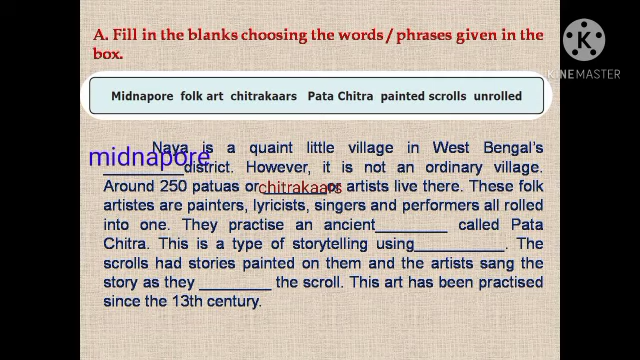 A. Fill in the blanks choosing the words / phrases given in the
box.
KINEMASTER
Midnapore folk art chitrakaars Pata Chitra painted scrolls unrolled
Naya is a quaint little village in West Bengal's
midnapore
__________district. However, it is not an ordinary village.
Around 250 patuas or chitrakaars or artists live there. These folk
artistes are painters, lyricists, singers and performers all rolled
into one. They practise an ancient_________ called Pata
Chitra. This is a type of storytelling using___________. The
scrolls had stories painted on them and the artists sang the
story as they _________ the scroll. This art has been practised
since the 13th century.